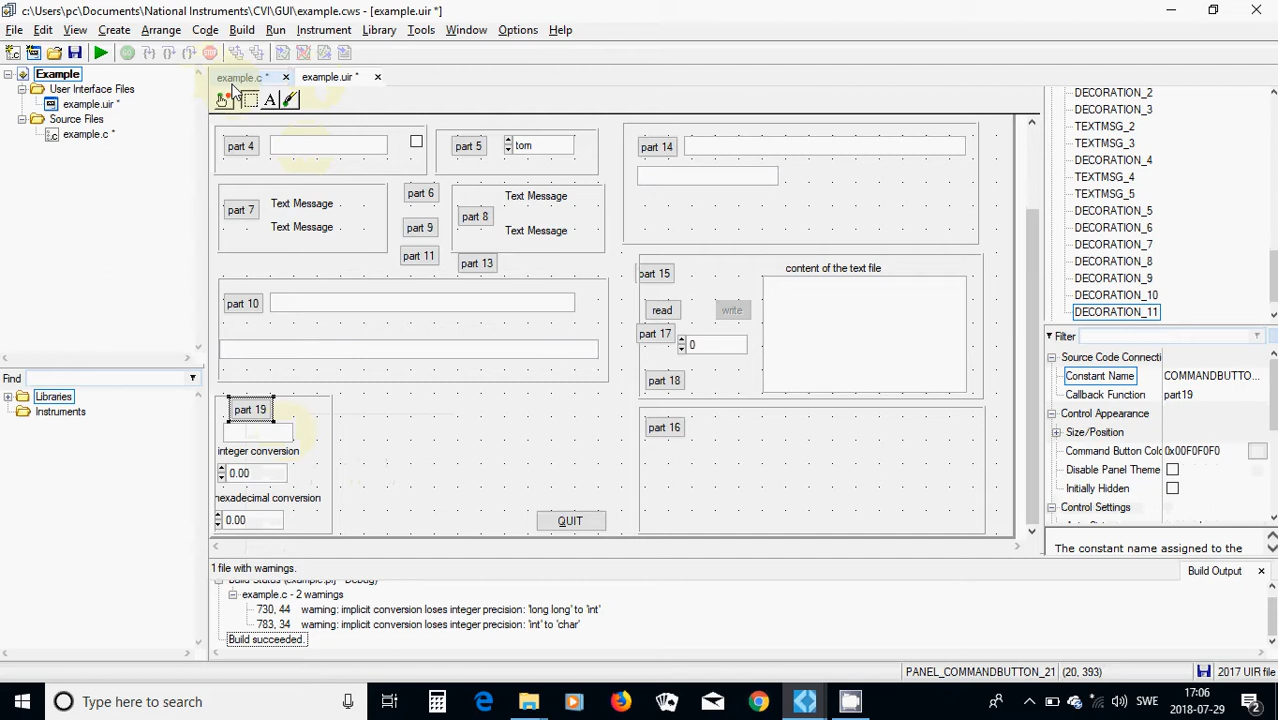 c:\Users\pc\Documents\National Instruments\CVI\GUI\example.cws - [example.uir *]
File Edit View Create Arrange Code Build Run Instrument Library Tools Window Options Help
Example
User Interface Files
example.uir *
Source Files
example.c *
Find
Libraries
Instruments
example.c *
example.uir *
part 4
part 5
tom
part 14
part 6
part 7
Text Message
Text Message
part 8
Text Message
Text Message
part 9
part 11
part 13
part 10
part 15
content of the text file
read
write
part 17
0
part 18
part 16
part 19
integer conversion
0.00
hexadecimal conversion
0.00
QUIT
DECORATION_2
DECORATION_3
TEXTMSG_2
TEXTMSG_3
DECORATION_4
TEXTMSG_4
TEXTMSG_5
DECORATION_5
DECORATION_6
DECORATION_7
DECORATION_8
DECORATION_9
DECORATION_10
DECORATION_11
Filter
Source Code Connecti
Constant Name COMMANDBUTTO...
Callback Function part19
Control Appearance
Size/Position
Command Button Colo 0x00F0F0F0
Disable Panel Theme
Initially Hidden
Control Settings
The constant name assigned to the
1 file with warnings.
Build Output
Build Status (example.prj - Debug)
example.c - 2 warnings
730, 44 warning: implicit conversion loses integer precision: 'long long' to 'int'
783, 34 warning: implicit conversion loses integer precision: 'int' to 'char'
Build succeeded.
PANEL_COMMANDBUTTON_21 (20, 393) 2017 UIR file
Type here to search
SWE
17:06
2018-07-29
2